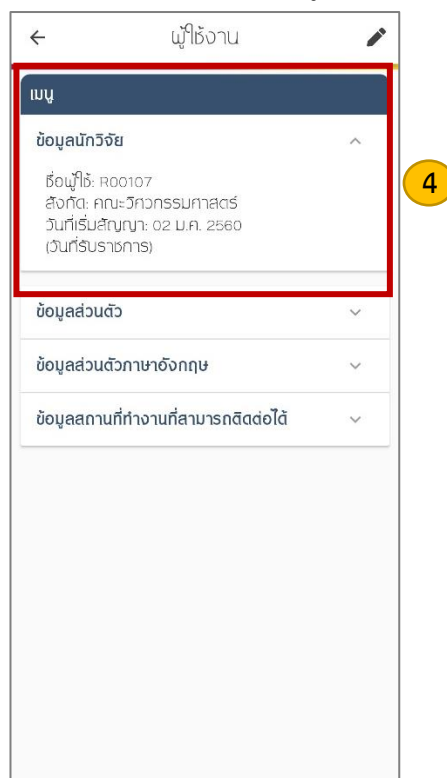 ผู้ใช้งาน
เมนู
ข้อมูลนักวิจัย
ชื่อผู้ใช้: R00107
สังกัด: คณะวิศวกรรมศาสตร์
วันที่เริ่มสัญญา: 02 ม.ค. 2560
(วันที่รับราชการ)
4
ข้อมูลส่วนตัว
ข้อมูลส่วนตัวภาษาอังกฤษ
ข้อมูลสถานที่ทำงานที่สามารถติดต่อได้